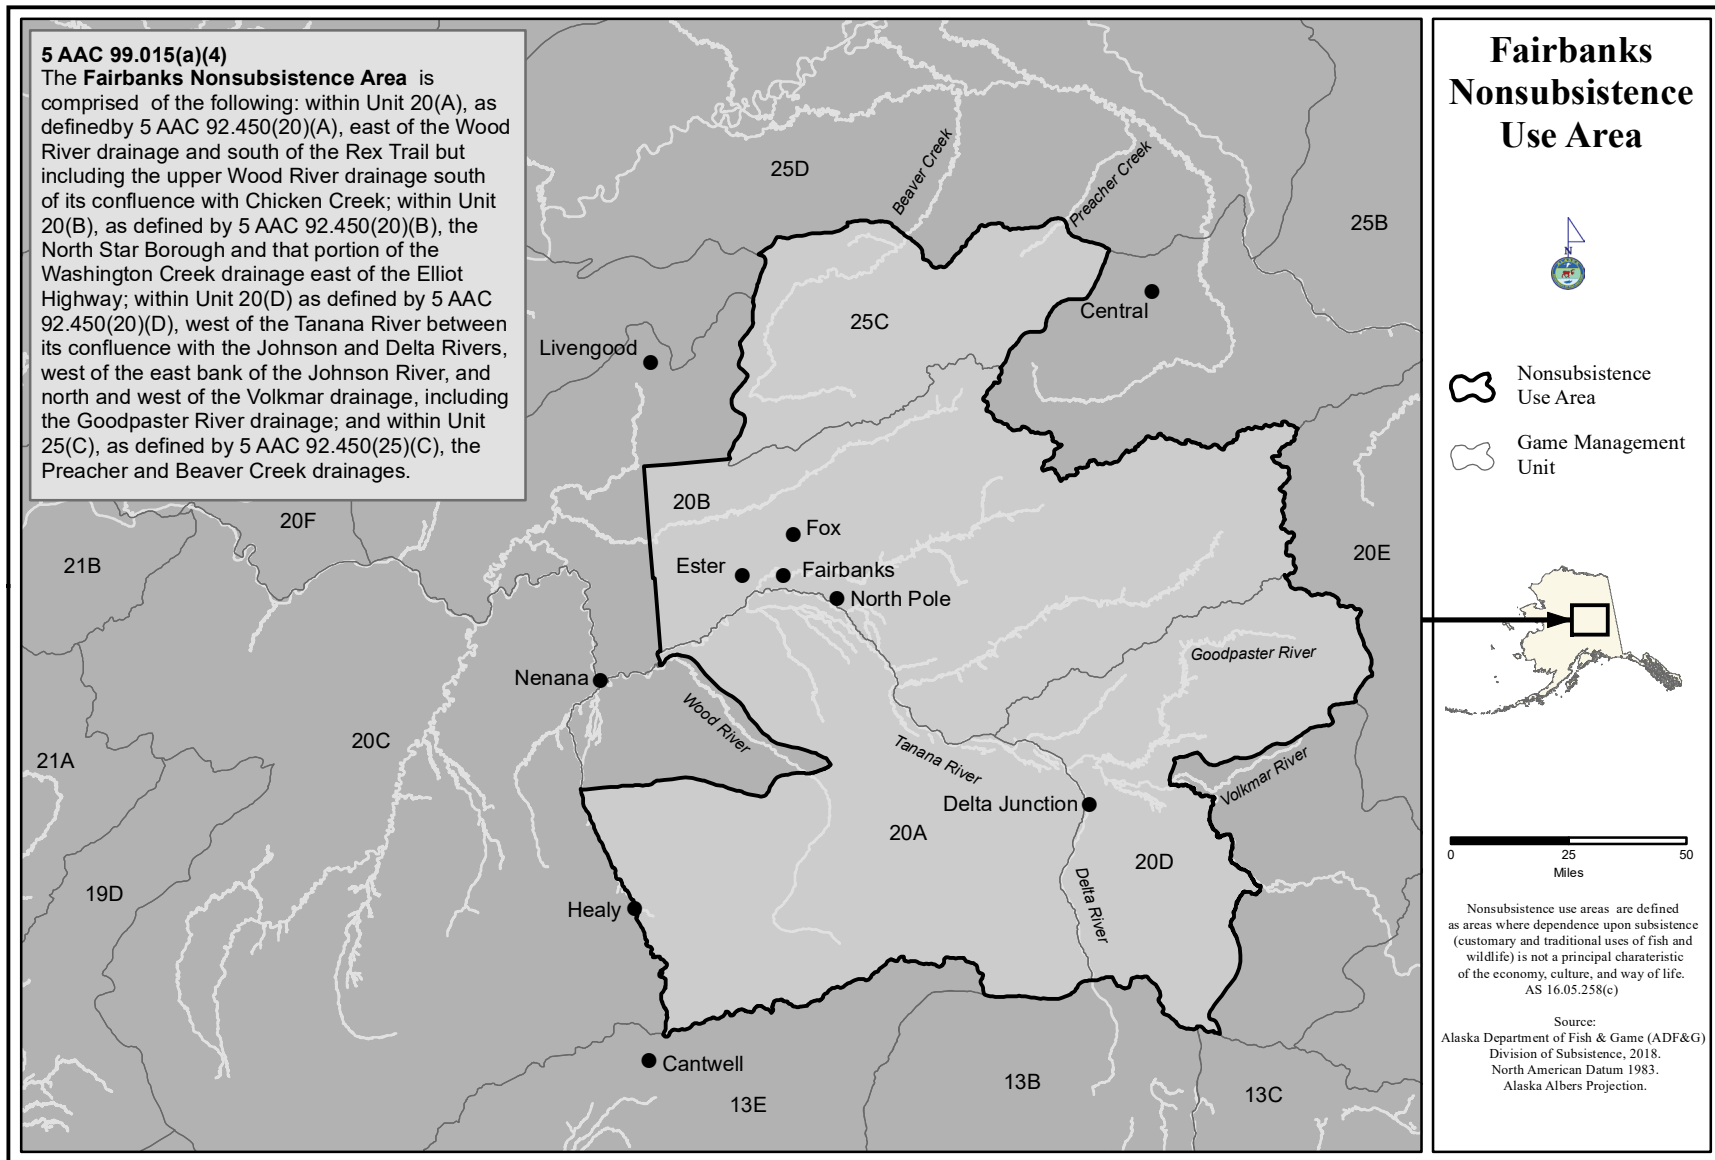 5 AAC 99.015(a)(4)
The Fairbanks Nonsubsistence Area is
comprised of the following: within Unit 20(A), as
definedby 5 AAC 92.450(20)(A), east of the Wood
River drainage and south of the Rex Trail but
including the upper Wood River drainage south
of its confluence with Chicken Creek; within Unit
20(B), as defined by 5 AAC 92.450(20)(B), the
North Star Borough and that portion of the
Washington Creek drainage east of the Elliot
Highway; within Unit 20(D) as defined by 5 AAC
92.450(20)(D), west of the Tanana River between
its confluence with the Johnson and Delta Rivers,
west of the east bank of the Johnson River, and
north and west of the Volkmar drainage, including
the Goodpaster River drainage; and within Unit
25(C), as defined by 5 AAC 92.450(25)(C), the
Preacher and Beaver Creek drainages.
25D
Beaver Creek
Preacher Creek
25B
25C
Central
Livengood
20B
20F
21B
Fox
Ester
Fairbanks
North Pole
20E
Goodpaster River
Nenana
Wood River
20C
21A
Tanana River
Volkmar River
Delta Junction
20A
20D
19D
Healy
Delta River
Cantwell
13E
13B
13C
Fairbanks
Nonsubsistence
Use Area
N
Nonsubsistence
Use Area
Game Management
Unit
0 25 50
Miles
Nonsubsistence use areas are defined
as areas where dependence upon subsistence
(customary and traditional uses of fish and
wildlife) is not a principal charateristic
of the economy, culture, and way of life.
AS 16.05.258(c)
Source:
Alaska Department of Fish & Game (ADF&G)
Division of Subsistence, 2018.
North American Datum 1983.
Alaska Albers Projection.